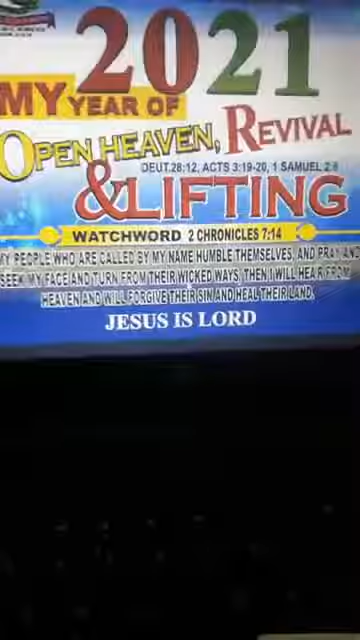 2021
MY YEAR OF
OPEN HEAVEN, REVIVAL
DEUT.28:12, ACTS 3:19-20, 1 SAMUEL 2:8
&LIFTING
WATCHWORD 2 CHRONICLES 7:14
MY PEOPLE WHO ARE CALLED BY MY NAME HUMBLE THEMSELVES, AND PRAY AND
SEEK MY FACE AND TURN FROM THEIR WICKED WAYS, THEN I WILL HEAR FROM
HEAVEN AND WILL FORGIVE THEIR SIN AND HEAL THEIR LAND.
JESUS IS LORD